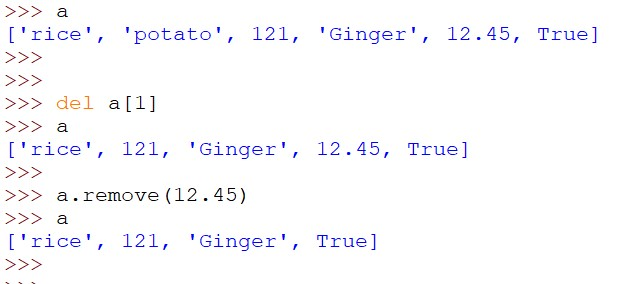 >>> a
['rice', 'potato', 121, 'Ginger', 12.45, True]
>>>
>>>
>>> del a[1]
>>> a
['rice', 121, 'Ginger', 12.45, True]
>>>
>>> a.remove(12.45)
>>> a
['rice', 121, 'Ginger', True]
>>>
>>>